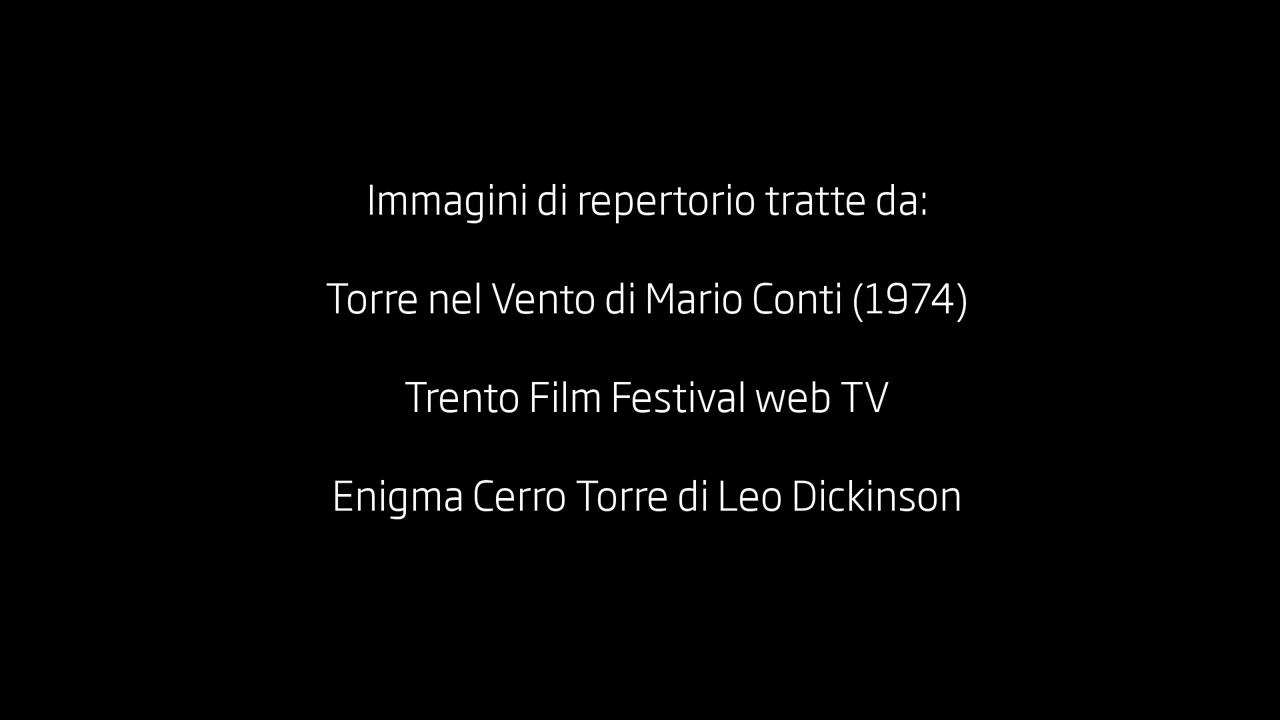 Immagini di repertorio tratte da:
Torre nel Vento di Mario Conti (1974)
Trento Film Festival web TV
Enigma Cerro Torre di Leo Dickinson